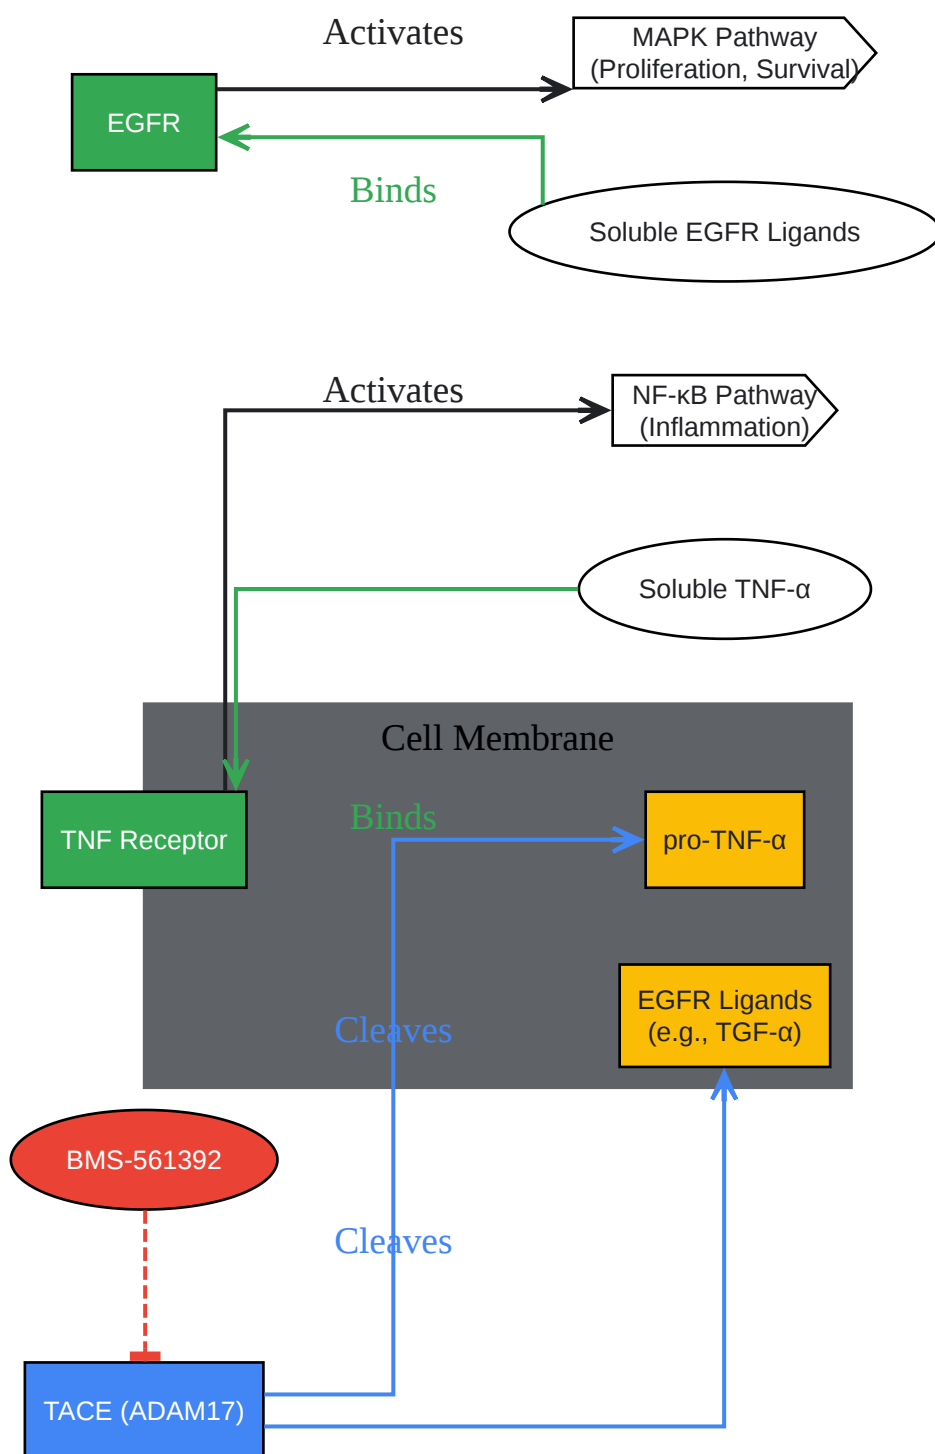 Activates
MAPK Pathway
(Proliferation, Survival)
EGFR
Binds
Soluble EGFR Ligands
Activates
NF-κB Pathway
(Inflammation)
Soluble TNF-α
Cell Membrane
Binds
TNF Receptor
pro-TNF-α
EGFR Ligands
(e.g., TGF-α)
Cleaves
BMS-561392
Cleaves
TACE (ADAM17)